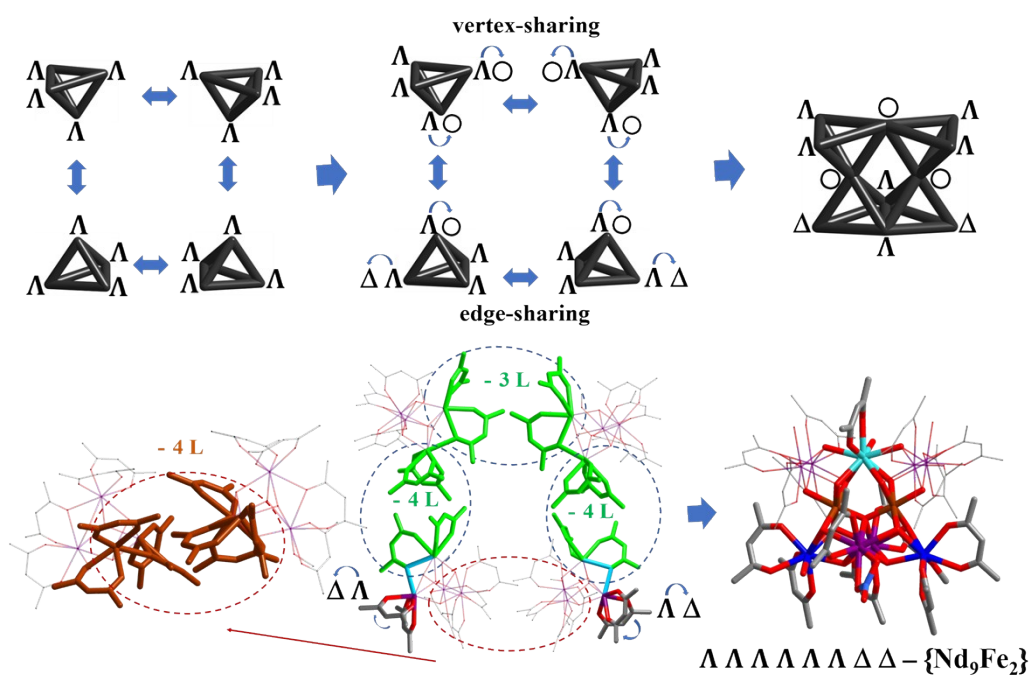 vertex-sharing
Λ Λ Λ Λ
Λ Λ
Λ Λ
Λ Λ
Λ Λ Λ Λ
Λ Λ Λ Λ
Λ Λ ○ ○ Λ Λ
Λ Λ
Λ ○ Λ ○
Λ ○ Λ ○
Λ Λ
Δ Λ Λ Λ Λ Δ
edge-sharing
○
Λ Λ
Λ Λ
○ Λ ○
Δ Δ
Λ
- 3 L
- 4 L
- 4 L
- 4 L
Δ Λ
Λ Δ
Λ Λ Λ Λ Λ Λ Δ Δ – {Nd₉Fe₂}